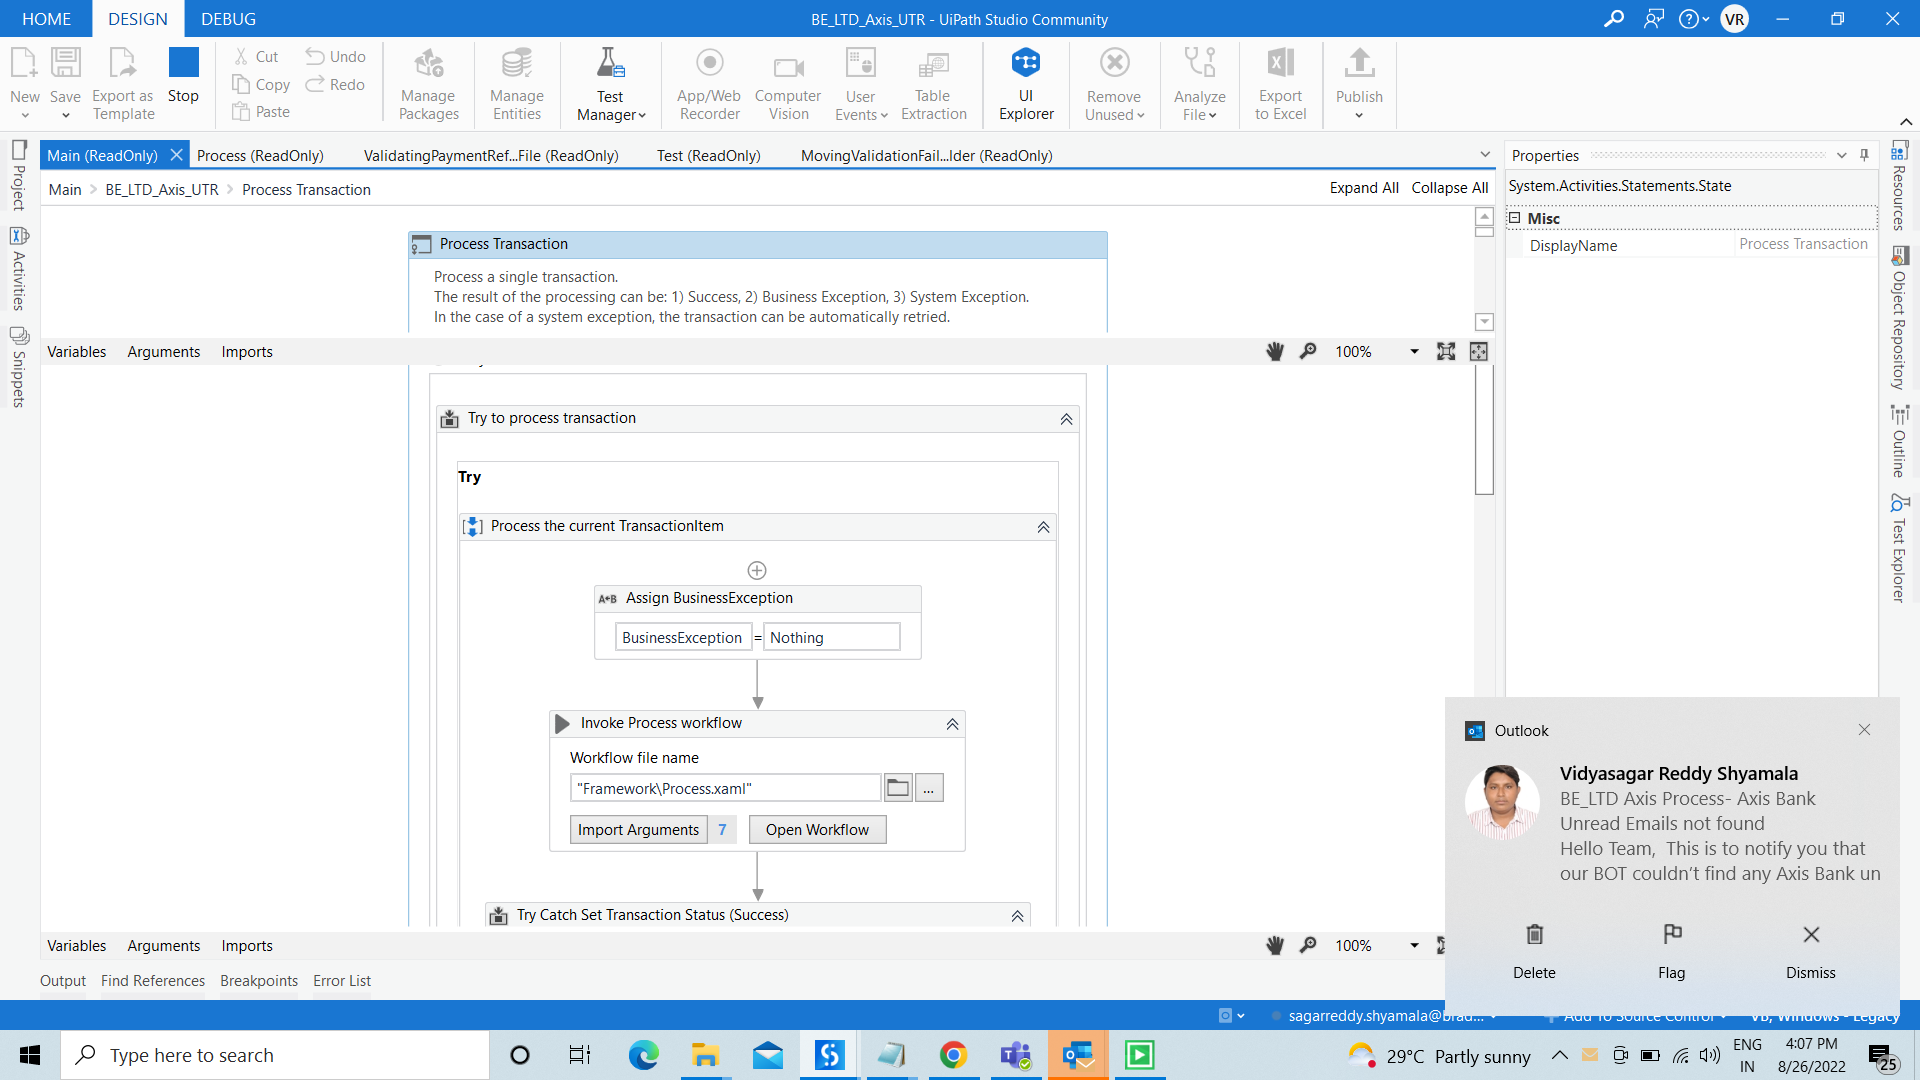 HOME
DESIGN
DEBUG
BE_LTD_Axis_UTR - UiPath Studio Community
VR
New
Save
Export as
Template
Stop
Cut
Copy
Paste
Undo
Redo
Manage
Packages
Manage
Entities
Test
Manager
App/Web
Recorder
Computer
Vision
User
Events
Table
Extraction
UI
Explorer
Remove
Unused
Analyze
File
Export
to Excel
Publish
Main (ReadOnly)
Process (ReadOnly)
ValidatingPaymentRef...File (ReadOnly)
Test (ReadOnly)
MovingValidationFail...lder (ReadOnly)
Main
BE_LTD_Axis_UTR
Process Transaction
Expand All
Collapse All
Project
Activities
Snippets
Process Transaction
Process a single transaction.
The result of the processing can be: 1) Success, 2) Business Exception, 3) System Exception.
In the case of a system exception, the transaction can be automatically retried.
Variables
Arguments
Imports
100%
Try to process transaction
Try
Process the current TransactionItem
A+B Assign BusinessException
BusinessException = Nothing
Invoke Process workflow
Workflow file name
"Framework\Process.xaml"
...
Import Arguments 7
Open Workflow
Try Catch Set Transaction Status (Success)
Variables
Arguments
Imports
100%
Output
Find References
Breakpoints
Error List
Properties
System.Activities.Statements.State
Misc
DisplayName
Process Transaction
Resources
Object Repository
Outline
Test Explorer
Outlook
Vidyasagar Reddy Shyamala
BE_LTD Axis Process- Axis Bank
Unread Emails not found
Hello Team, This is to notify you that
our BOT couldn't find any Axis Bank un
Delete
Flag
Dismiss
sagarreddy.shyamala@brad...
Add To Source Control
VB, Windows - Legacy
Type here to search
29°C Partly sunny
ENG
IN
4:07 PM
8/26/2022
25